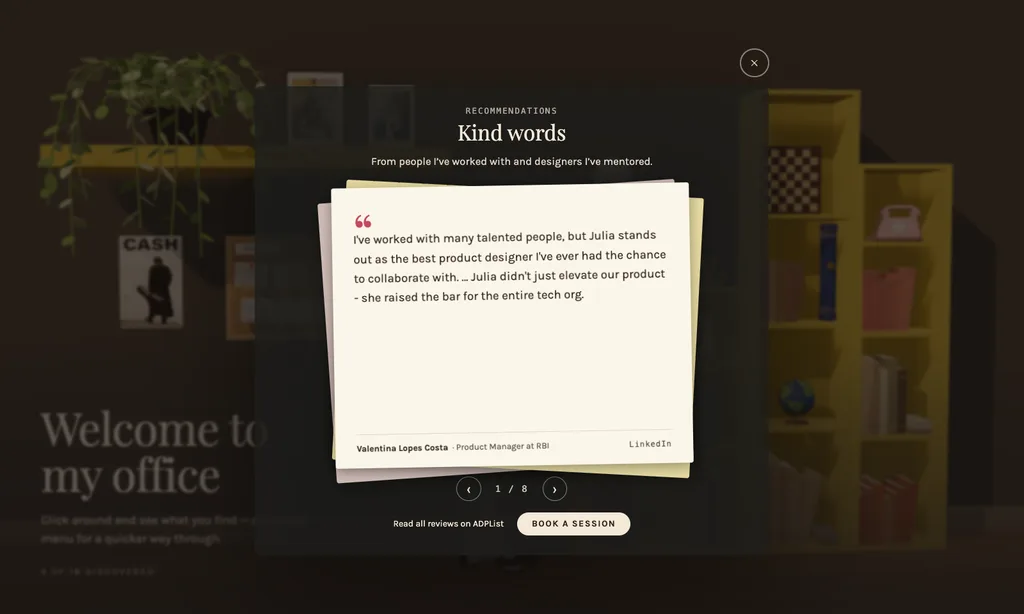 RECOMMENDATIONS
Kind words
From people I've worked with and designers I've mentored.
“
I've worked with many talented people, but Julia stands
out as the best product designer I've ever had the chance
to collaborate with. ... Julia didn't just elevate our product
- she raised the bar for the entire tech org.
Valentina Lopes Costa · Product Manager at RBI
LinkedIn
‹ 1 / 8 ›
Read all reviews on ADPList
BOOK A SESSION
CASH
Welcome to
my office
Click around and see what you find —
menu for a quicker way through